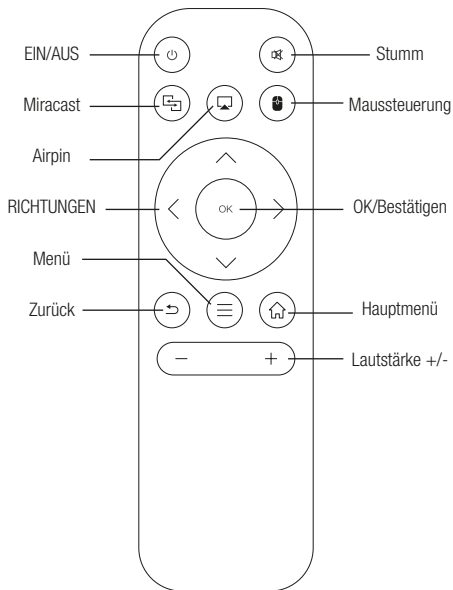 EIN/AUS
Stumm
Miracast
Maussteuerung
Airpin
RICHTUNGEN
OK
OK/Bestätigen
Menü
Zurück
Hauptmenü
Lautstärke +/-
− +